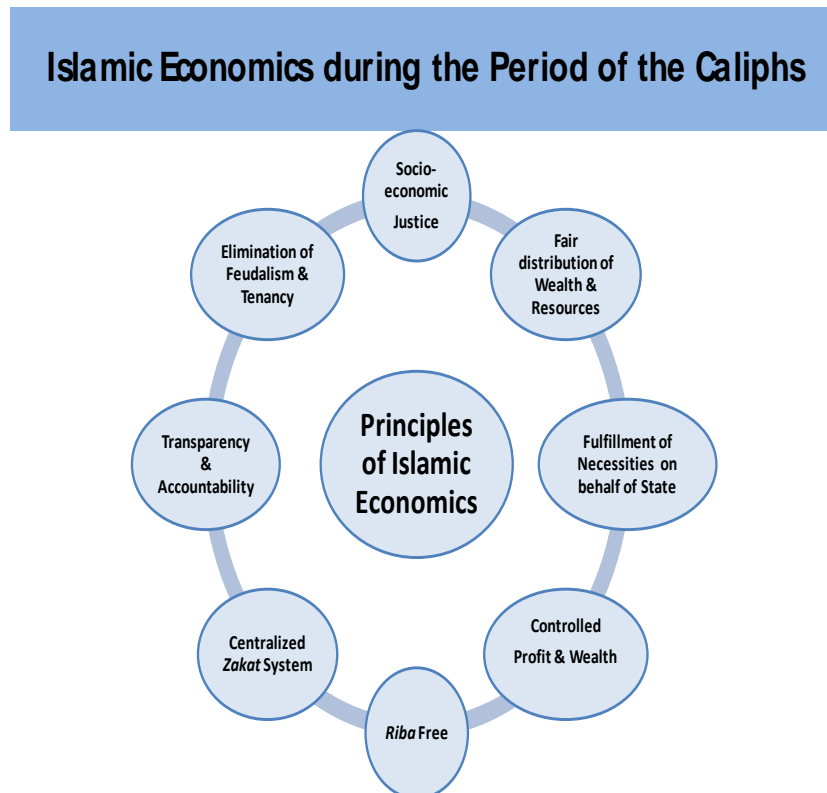 Islamic Economics during the Period of the Caliphs
Socio-
economic
Justice
Fair
distribution of
Wealth &
Resources
Fulfillment of
Necessities on
behalf of State
Controlled
Profit & Wealth
Riba Free
Centralized
Zakat System
Transparency
&
Accountability
Elimination of
Feudalism &
Tenancy
Principles
of Islamic
Economics